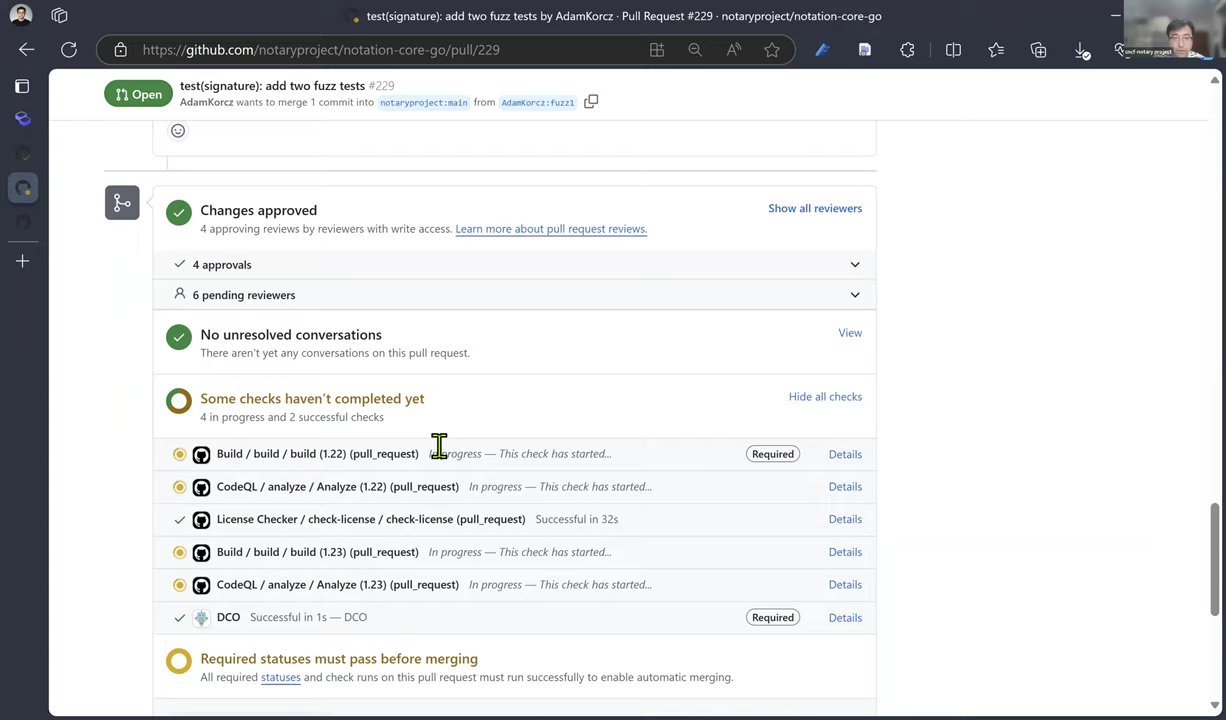 test(signature): add two fuzz tests by AdamKorcz · Pull Request #229 · notaryproject/notation-core-go
https://github.com/notaryproject/notation-core-go/pull/229
cncf-notary project
Open
test(signature): add two fuzz tests #229
AdamKorcz wants to merge 1 commit into notaryproject:main from AdamKorcz:fuzz1
Changes approved
Show all reviewers
4 approving reviews by reviewers with write access. Learn more about pull request reviews.
4 approvals
6 pending reviewers
No unresolved conversations
View
There aren't yet any conversations on this pull request.
Some checks haven't completed yet
Hide all checks
4 in progress and 2 successful checks
Build / build / build (1.22) (pull_request) In progress — This check has started... Required Details
CodeQL / analyze / Analyze (1.22) (pull_request) In progress — This check has started... Details
License Checker / check-license / check-license (pull_request) Successful in 32s Details
Build / build / build (1.23) (pull_request) In progress — This check has started... Details
CodeQL / analyze / Analyze (1.23) (pull_request) In progress — This check has started... Details
DCO Successful in 1s — DCO Required Details
Required statuses must pass before merging
All required statuses and check runs on this pull request must run successfully to enable automatic merging.